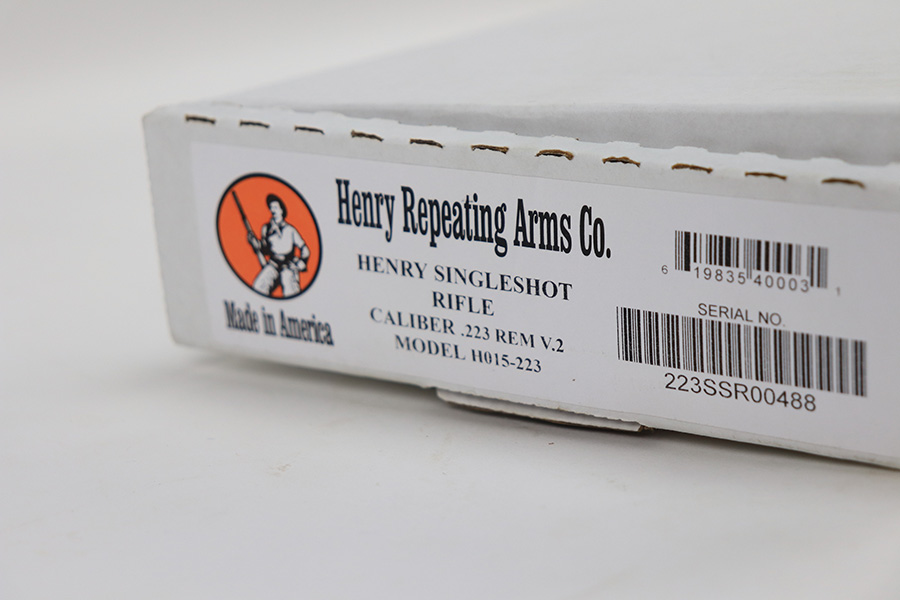 Henry Repeating Arms Co.
HENRY SINGLESHOT
RIFLE
CALIBER .223 REM V.2
MODEL H015-223
Made in America
6 19835 40003 1
SERIAL NO.
223SSR00488